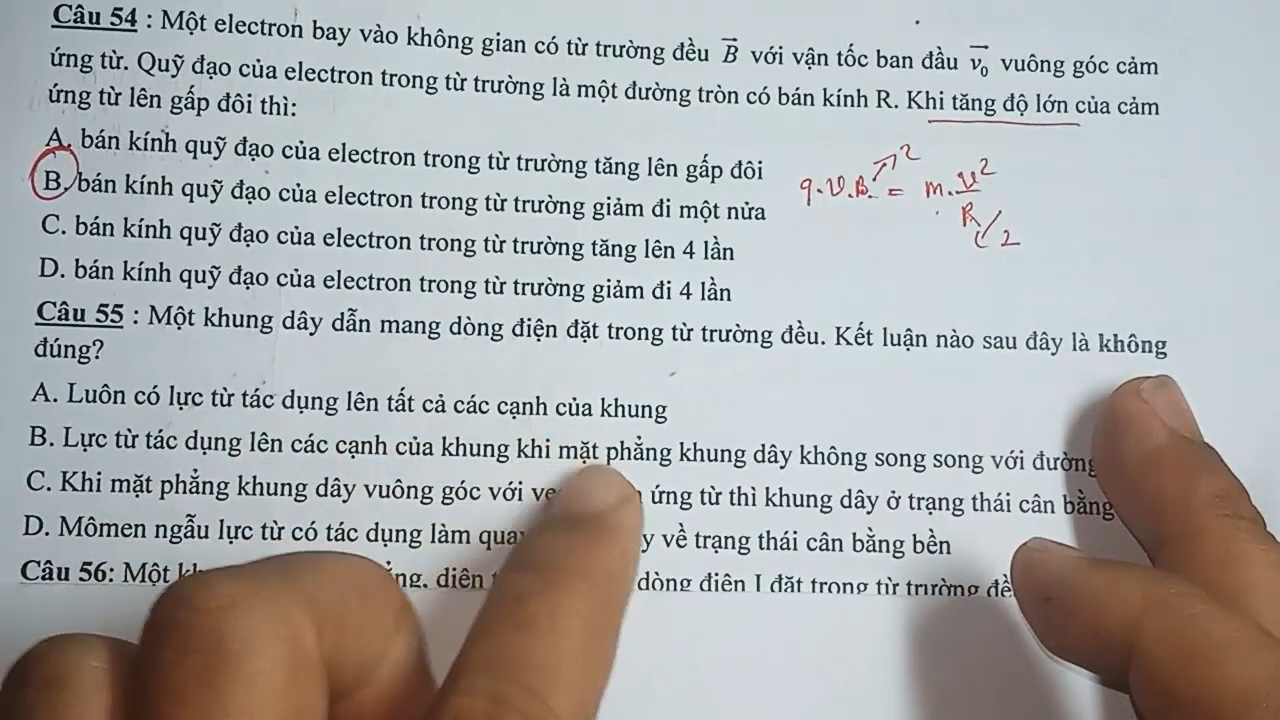 Câu 54 : Một electron bay vào không gian có từ trường đều B⃗ với vận tốc ban đầu v₀⃗ vuông góc cảm
ứng từ. Quỹ đạo của electron trong từ trường là một đường tròn có bán kính R. Khi tăng độ lớn của cảm
ứng từ lên gấp đôi thì:
A. bán kính quỹ đạo của electron trong từ trường tăng lên gấp đôi
B. bán kính quỹ đạo của electron trong từ trường giảm đi một nửa
q.v.B ↗2 = m.v²/R ↙2
C. bán kính quỹ đạo của electron trong từ trường tăng lên 4 lần
D. bán kính quỹ đạo của electron trong từ trường giảm đi 4 lần
Câu 55 : Một khung dây dẫn mang dòng điện đặt trong từ trường đều. Kết luận nào sau đây là không
đúng?
A. Luôn có lực từ tác dụng lên tất cả các cạnh của khung
B. Lực từ tác dụng lên các cạnh của khung khi mặt phẳng khung dây không song song với đường
C. Khi mặt phẳng khung dây vuông góc với ứng từ thì khung dây ở trạng thái cân bằng
D. Mômen ngẫu lực từ có tác dụng làm về trạng thái cân bằng bền
Câu 56: Một diện dòng điện I đặt trong từ trường